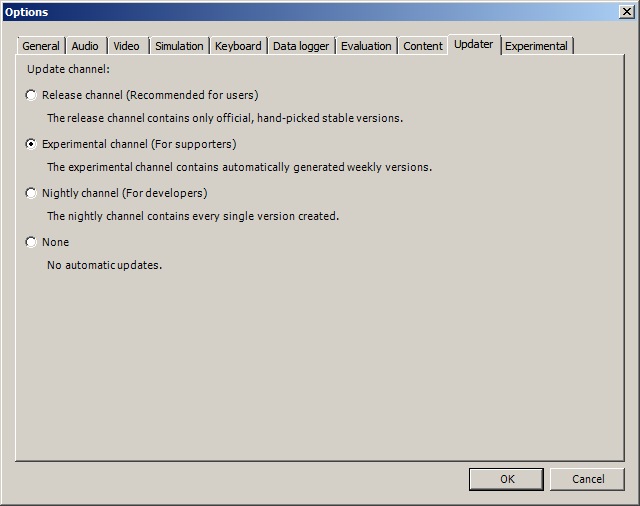 Options
General Audio Video Simulation Keyboard Data logger Evaluation Content Updater Experimental
Update channel:
Release channel (Recommended for users)
The release channel contains only official, hand-picked stable versions.
Experimental channel (For supporters)
The experimental channel contains automatically generated weekly versions.
Nightly channel (For developers)
The nightly channel contains every single version created.
None
No automatic updates.
OK Cancel